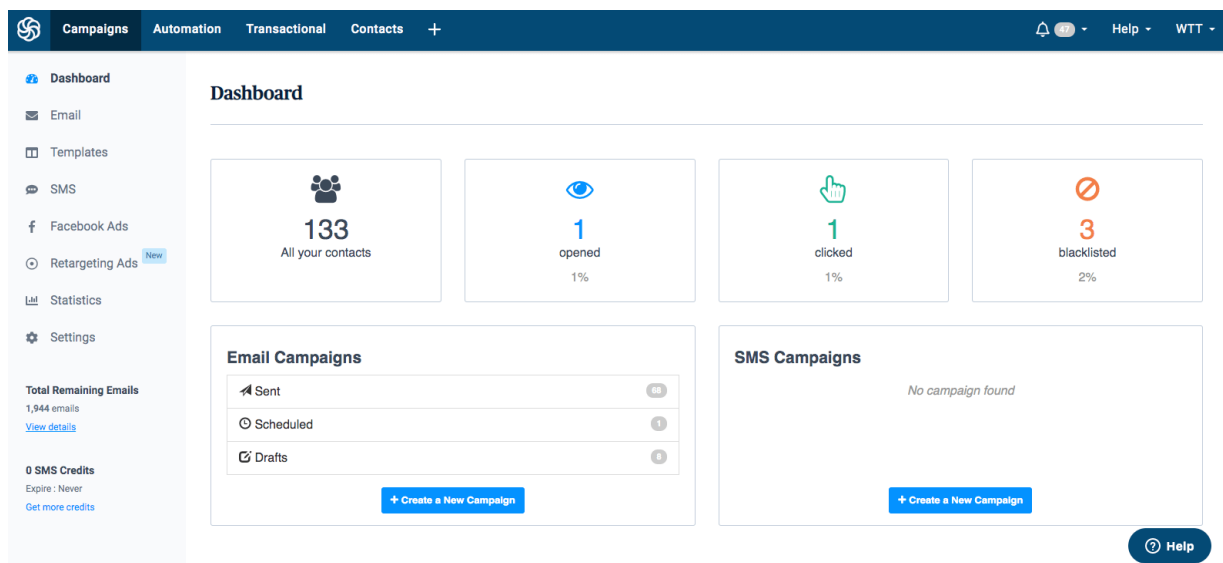 Campaigns Automation Transactional Contacts +
47 Help WTT
Dashboard
Email
Templates
SMS
Facebook Ads
Retargeting Ads New
Statistics
Settings
Total Remaining Emails
1,944 emails
View details
0 SMS Credits
Expire : Never
Get more credits
Dashboard
133
All your contacts
1
opened
1%
1
clicked
1%
3
blacklisted
2%
Email Campaigns
Sent 68
Scheduled 1
Drafts 8
+ Create a New Campaign
SMS Campaigns
No campaign found
+ Create a New Campaign
Help